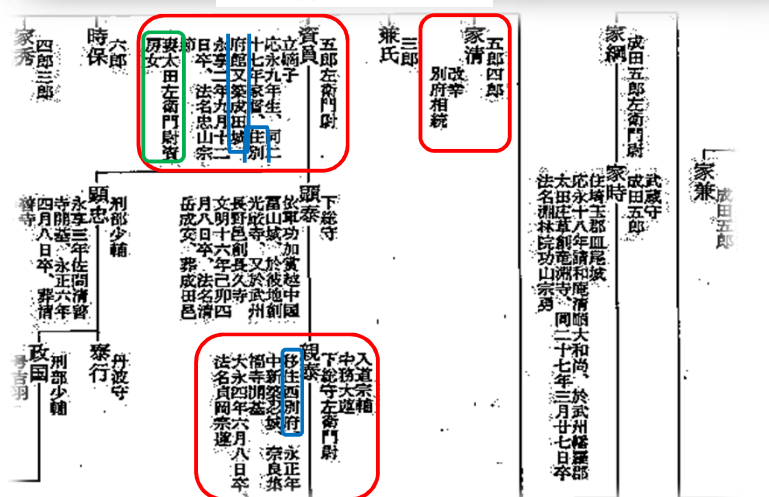 家兼
成田五郎
家綱
成田五郎左衛門尉
家時
武蔵守
成田五郎
住埼玉郡皿尾城
応永十八年請和庵清順大和尚、於武州幡羅郡
太田庄草創竜淵寺、同二十七年三月廿七日卒
法名淵林院功山宗勇
家清
五郎四郎
改幸
別府相続
兼氏
三郎
資員
五郎左衛門尉
立嫡子
応永九年生、同二
十七年家督、住別
府館又築成田城
永享二年九月十二
日卒、法名忠山宗
節
妻太田左衛門尉資
房女
時保
六郎
家秀
四郎三郎
顕泰
下総守
依軍功加賞越中国
冨山城、於彼地創
光厳寺、又於武州
長野邑創長久寺
文明十六年己卯四
月八日卒、法名清
岳成安、葬成田邑
顕忠
刑部少輔
永享三年佐間清善
寺開基、永正六年
四月八日卒、葬清
善寺
親泰
入道宗輔
中務大
下総守左衛門尉
移住西別府、永正年
中新築忍城、奈良集
福寺開基
大永四年六月八日卒
法名貞岡宗蓮
泰行
丹波守
政国
刑部少輔